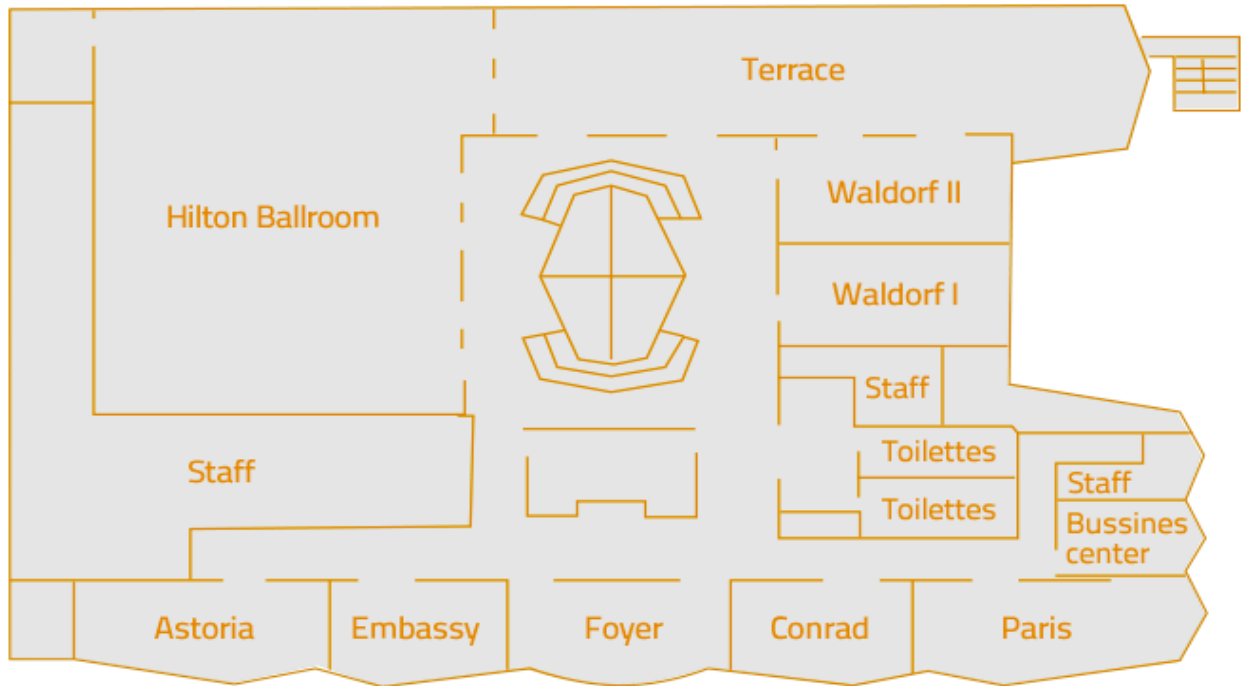 Terrace
Waldorf II
Hilton Ballroom
Waldorf I
Staff
Toilettes
Staff
Staff
Toilettes
Bussines
center
Astoria
Embassy
Foyer
Conrad
Paris